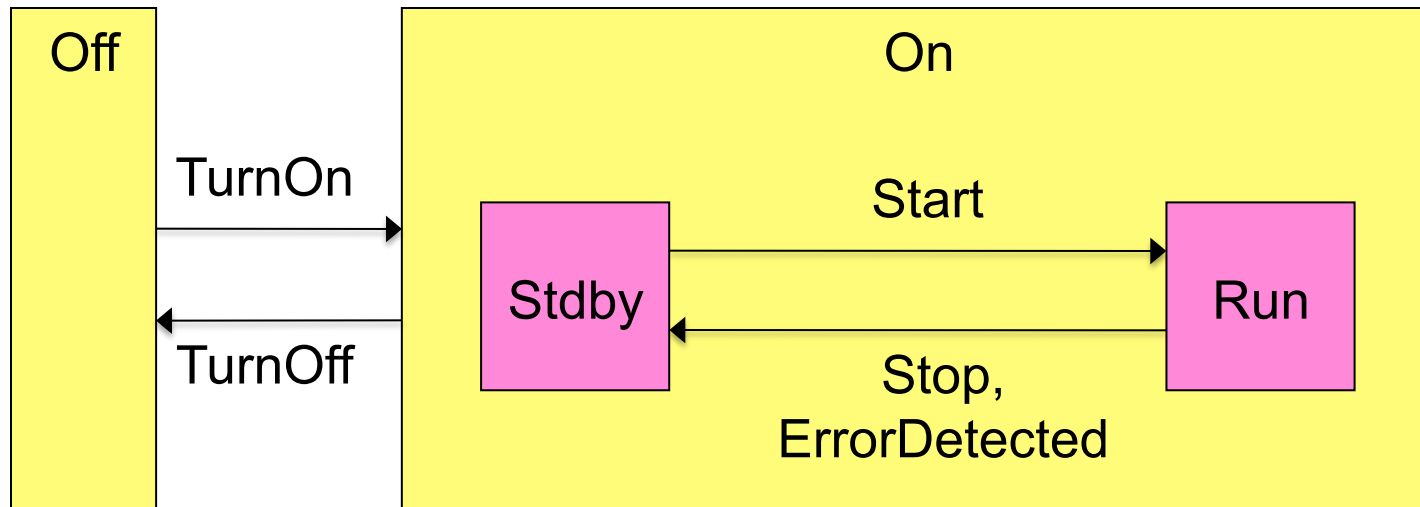 Off
On
TurnOn
TurnOff
Start
Stdby
Run
Stop,
ErrorDetected